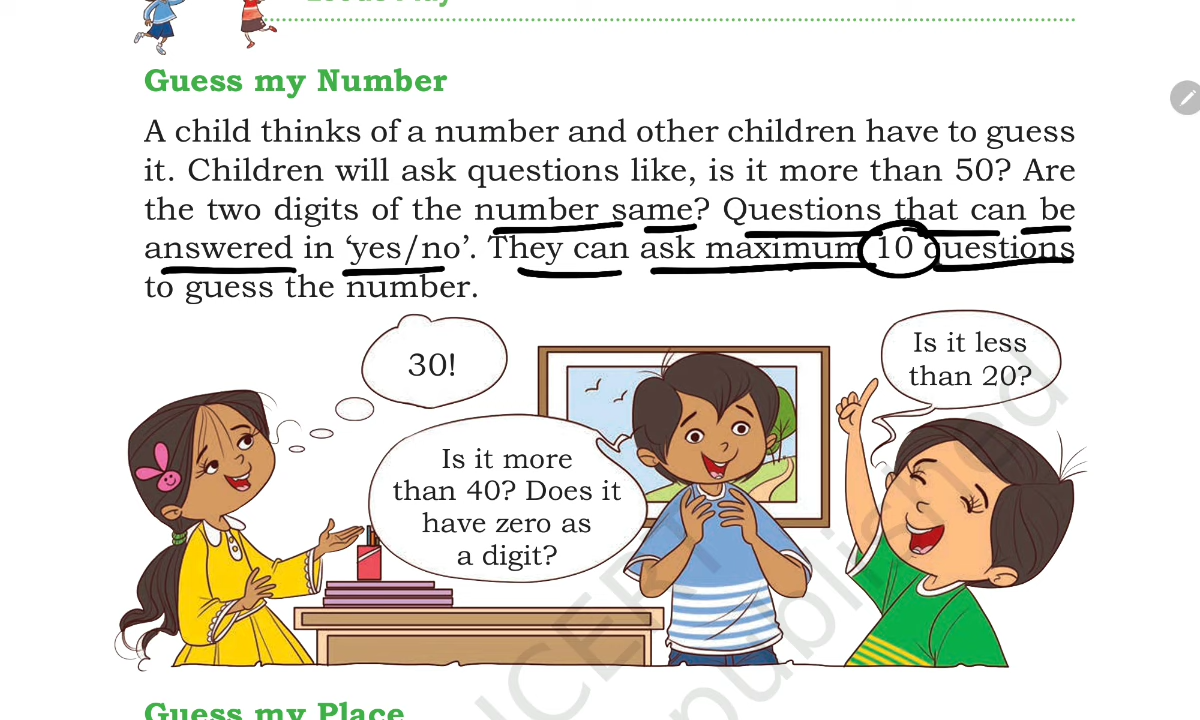 Guess my Number
A child thinks of a number and other children have to guess
it. Children will ask questions like, is it more than 50? Are
the two digits of the number same? Questions that can be
answered in ‘yes/no’. They can ask maximum 10 questions
to guess the number.
30!
Is it less
than 20?
Is it more
than 40? Does it
have zero as
a digit?
Guess my Place